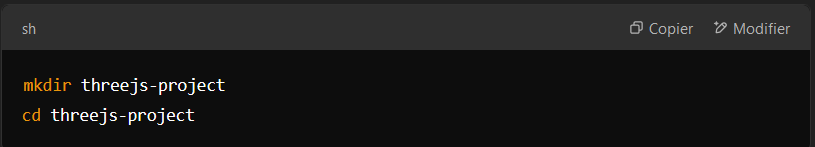 sh
Copier
Modifier
mkdir threejs-project
cd threejs-project